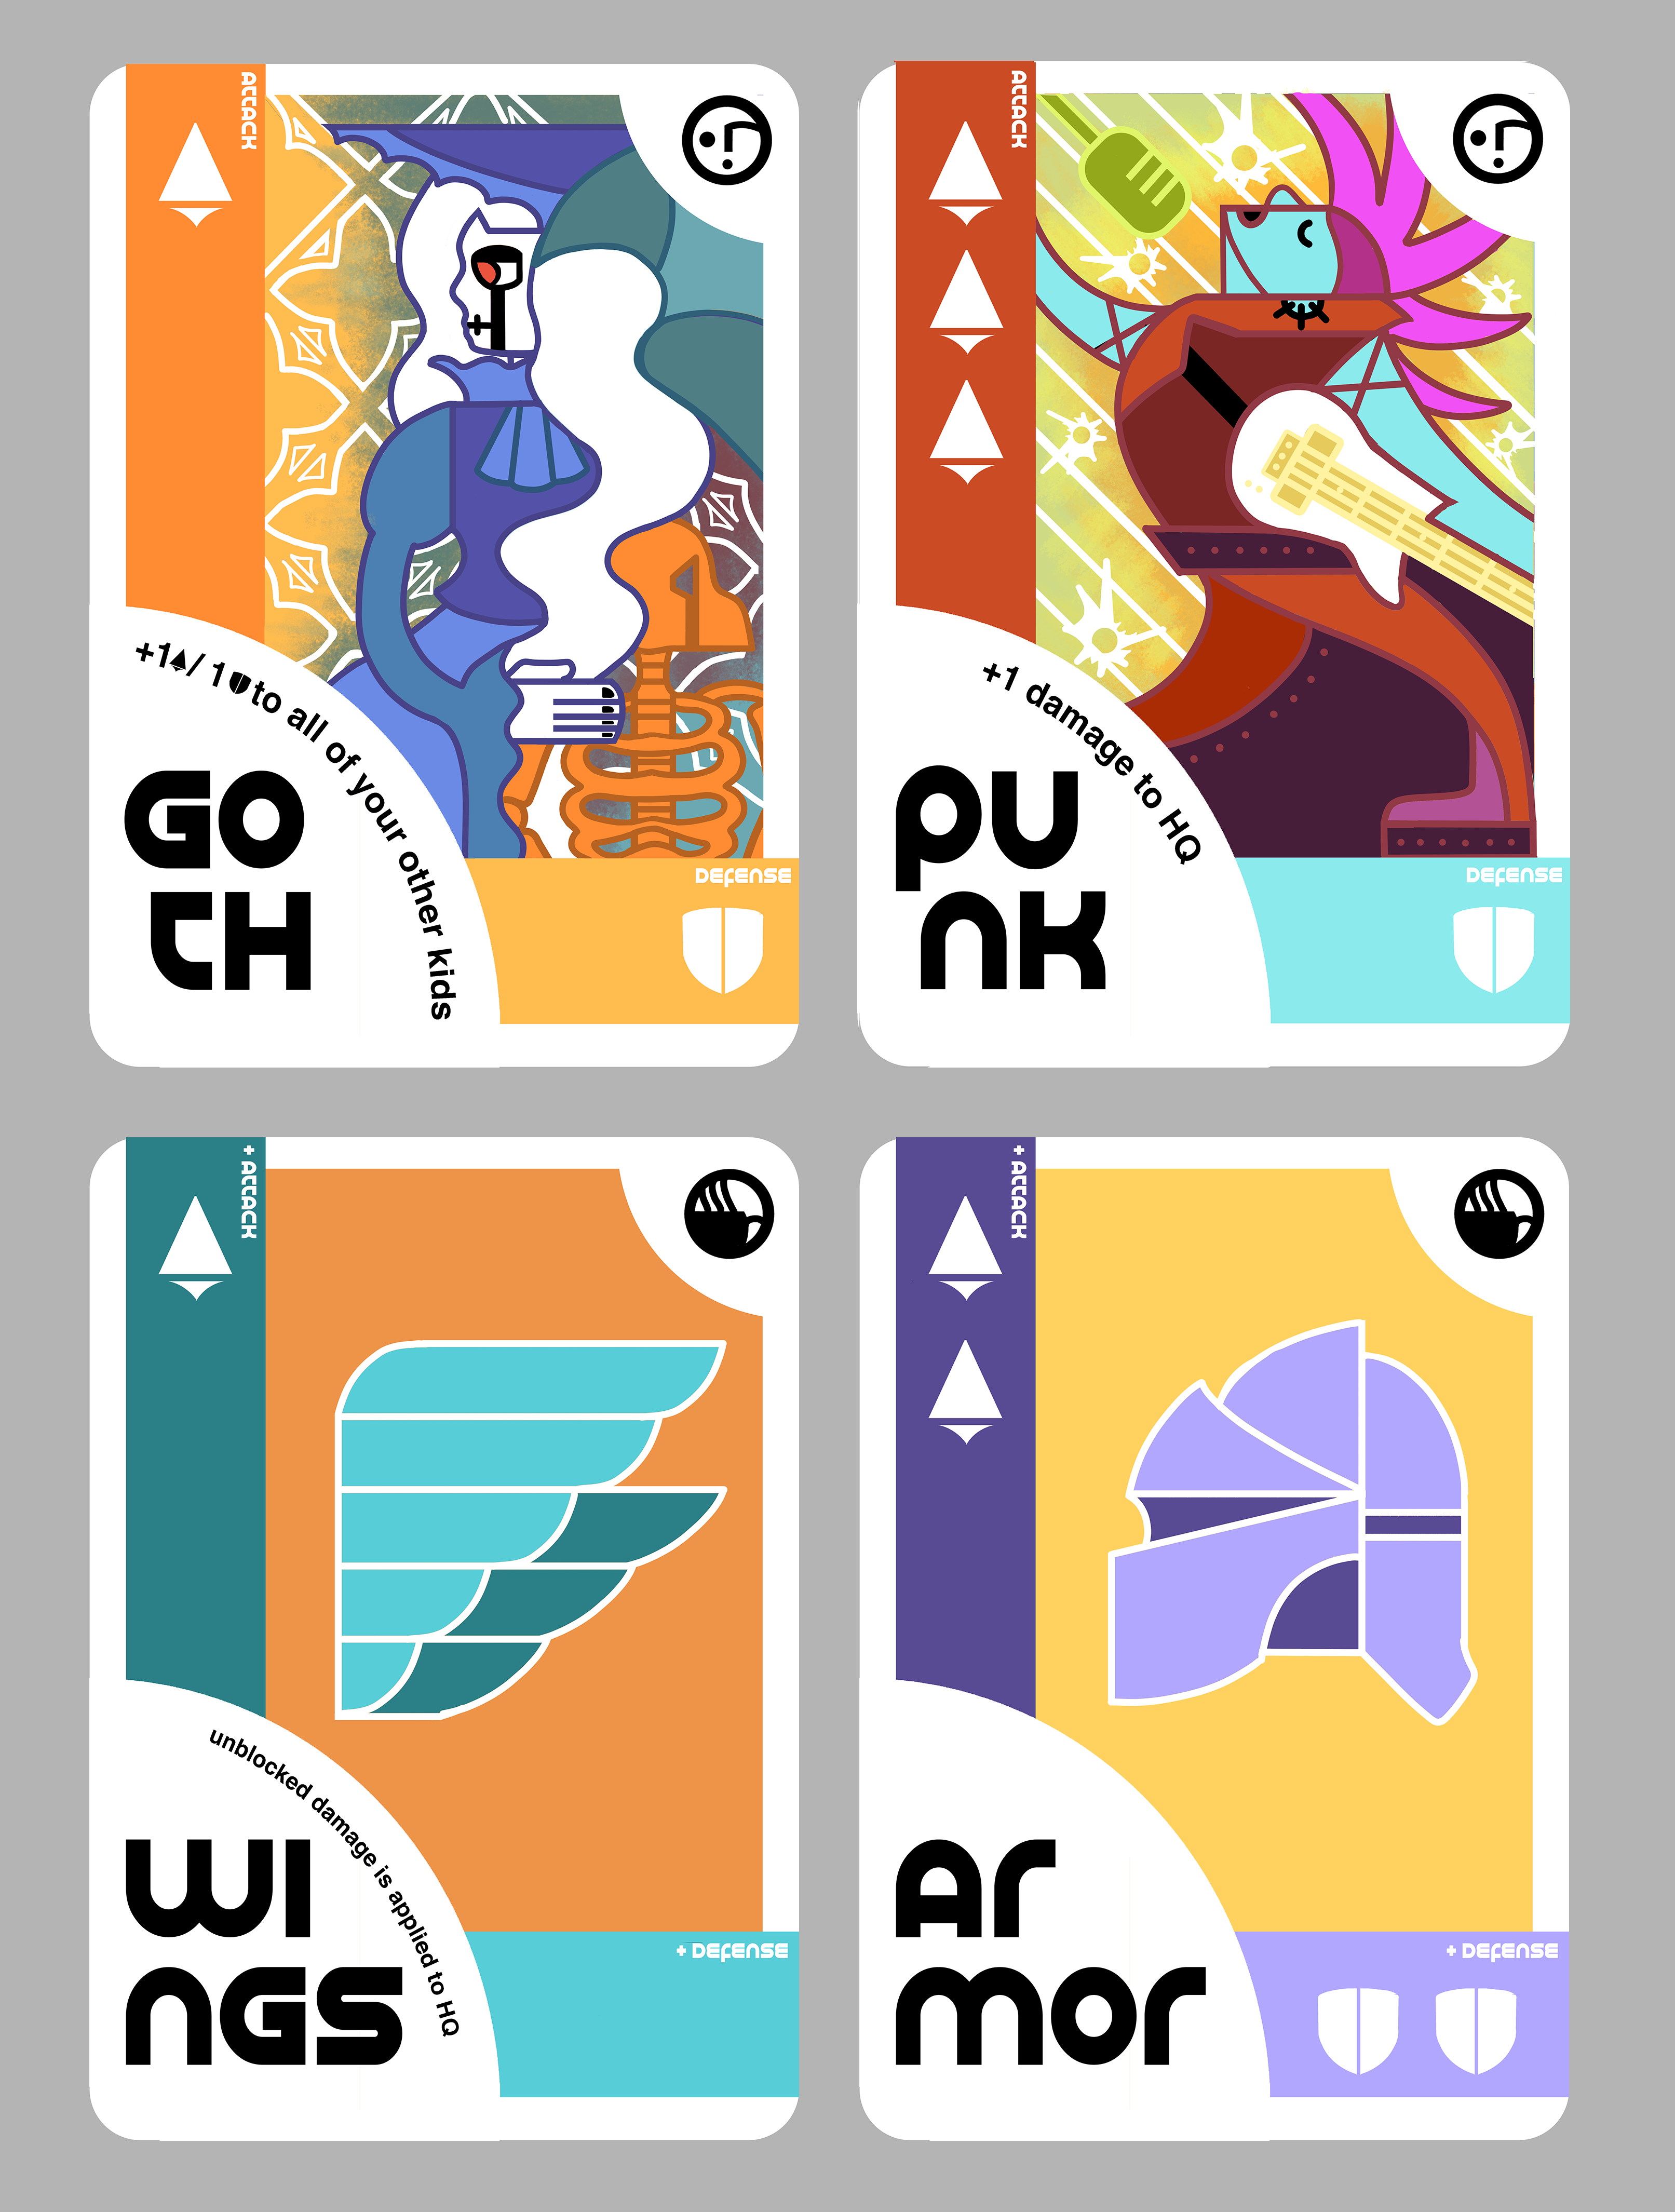 ATTACK
+1 / 1 to all of your other kids
GO
TH
DEFENSE
ATTACK
+1 damage to HQ
PU
NK
DEFENSE
+ ATTACK
unblocked damage is applied to HQ
WI
NGS
+ DEFENSE
+ ATTACK
Ar
mor
+ DEFENSE